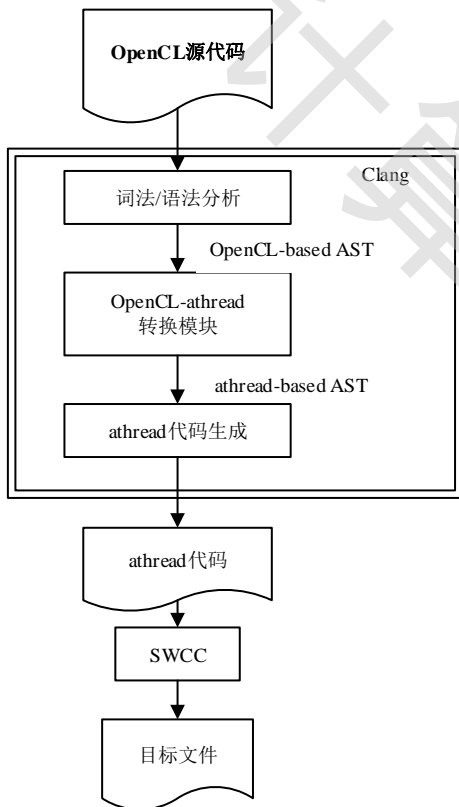 OpenCL源代码
Clang
词法/语法分析
OpenCL-based AST
OpenCL-athread
转换模块
athread-based AST
athread代码生成
athread代码
SWCC
目标文件
计算